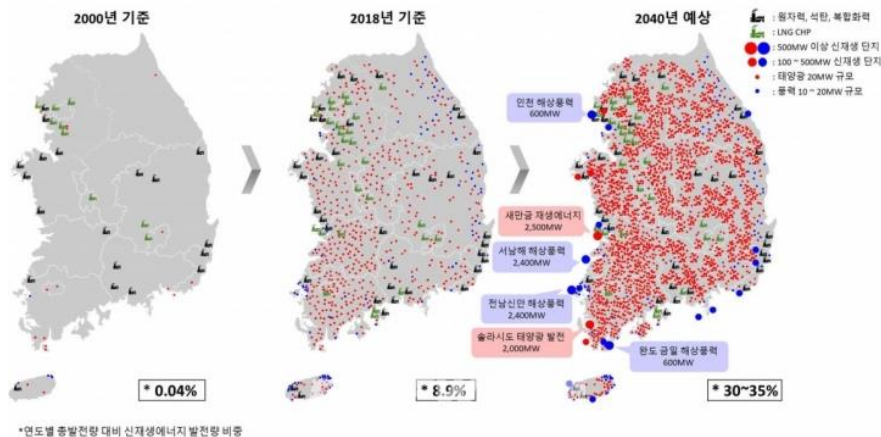 2000년 기준
2018년 기준
2040년 예상
: 원자력, 석탄, 복합화력
: LNG CHP
: 500MW 이상 신재생 단지
: 100 ~ 500MW 신재생 단지
: 태양광 20MW 규모
: 풍력 10 ~ 20MW 규모
인천 해상풍력
600MW
새만금 재생에너지
2,500MW
서남해 해상풍력
2,400MW
전남신안 해상풍력
2,400MW
솔라시도 태양광 발전
2,000MW
완도 금일 해상풍력
600MW
* 0.04%
* 8.9%
* 30~35%
*연도별 총발전량 대비 신재생에너지 발전량 비중